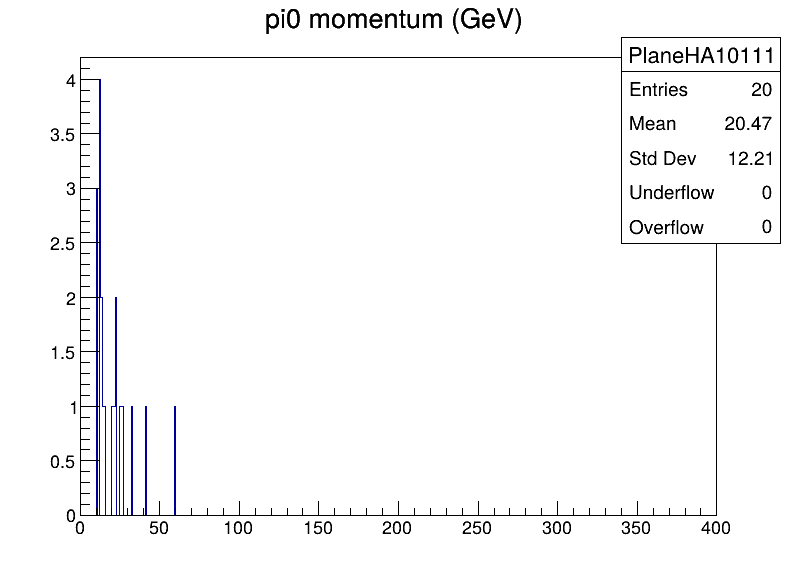 pi0 momentum (GeV)
PlaneHA10111
Entries 20
Mean 20.47
Std Dev 12.21
Underflow 0
Overflow 0
4
3.5
3
2.5
2
1.5
1
0.5
0
0 50 100 150 200 250 300 350 400